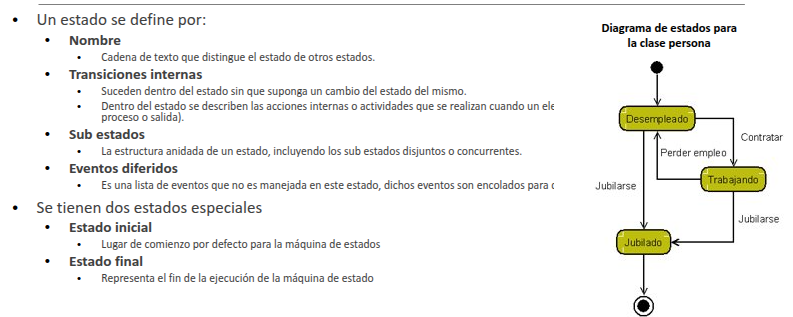 Un estado se define por:
Nombre
Cadena de texto que distingue el estado de otros estados.
Transiciones internas
Suceden dentro del estado sin que suponga un cambio del estado del mismo.
Dentro del estado se describen las acciones internas o actividades que se realizan cuando un ele
proceso o salida).
Sub estados
La estructura anidada de un estado, incluyendo los sub estados disjuntos o concurrentes.
Eventos diferidos
Es una lista de eventos que no es manejada en este estado, dichos eventos son encolados para
Se tienen dos estados especiales
Estado inicial
Lugar de comienzo por defecto para la máquina de estados
Estado final
Representa el fin de la ejecución de la máquina de estado
Diagrama de estados para
la clase persona
Desempleado
Contratar
Perder empleo
Trabajando
Jubilarse
Jubilarse
Jubilado